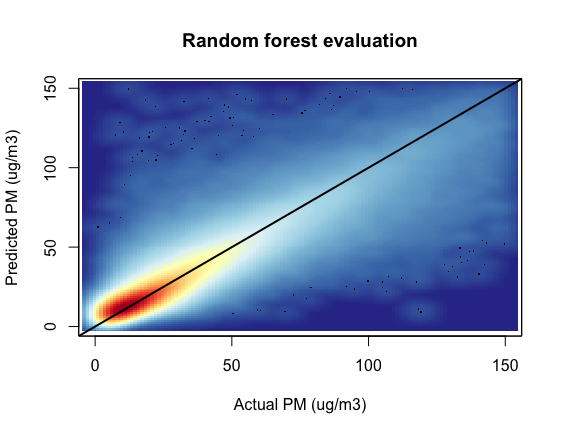 Random forest evaluation
Predicted PM (ug/m3)
150
100
50
0
0 50 100 150
Actual PM (ug/m3)